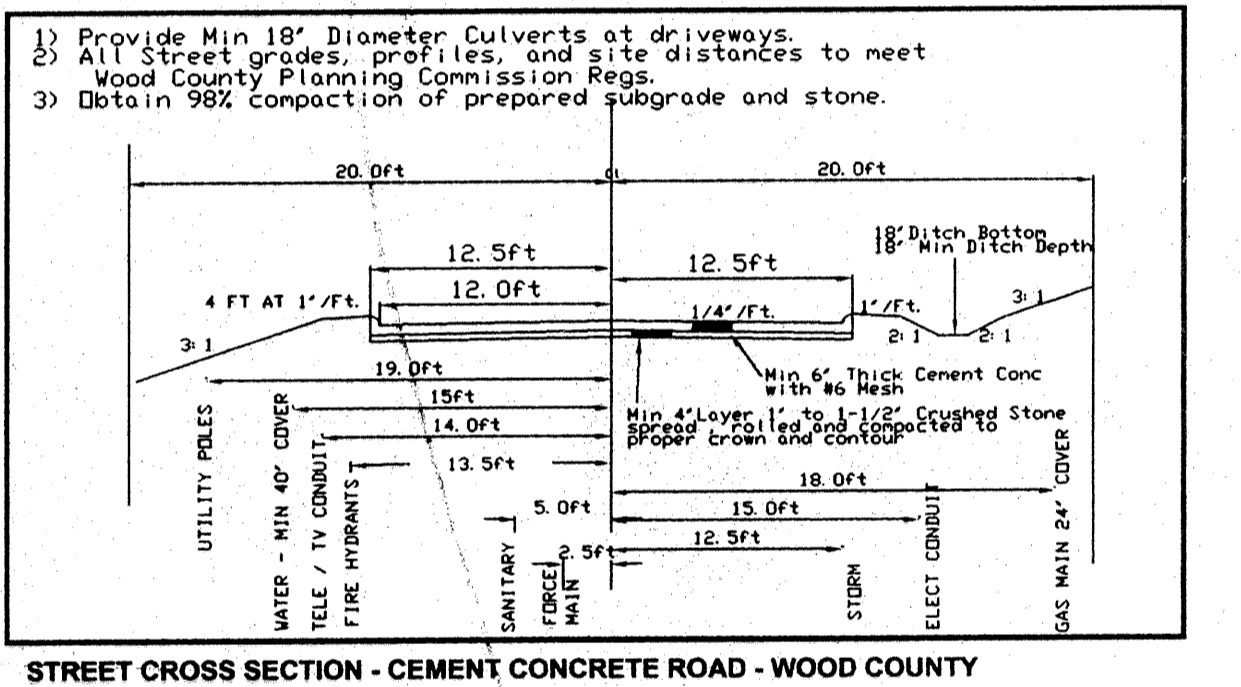 1) Provide Min 18" Diameter Culverts at driveways.
2) All Street grades, profiles, and site distances to meet
Wood County Planning Commission Regs.
3) Obtain 98% compaction of prepared subgrade and stone.
20.0ft
20.0ft
18" Ditch Bottom
18" Min Ditch Depth
12.5ft
12.5ft
12.0ft
4 FT AT 1"/Ft.
1/4"/Ft.
1"/Ft.
3:1
3:1
2:1
2:1
Min 6" Thick Cement Conc
with #6 Mesh
19.0ft
15ft
Min 4" Layer 1" to 1-1/2" Crushed Stone
spread, rolled and compacted to
proper crown and contour
14.0ft
13.5ft
18.0ft
5.0ft
15.0ft
12.5ft
2.5ft
UTILITY POLES
WATER - MIN 40" COVER
TELE / TV CONDUIT
FIRE HYDRANTS
SANITARY
FORCE
MAIN
STORM
ELECT CONDUIT
GAS MAIN 24" COVER
STREET CROSS SECTION - CEMENT CONCRETE ROAD - WOOD COUNTY